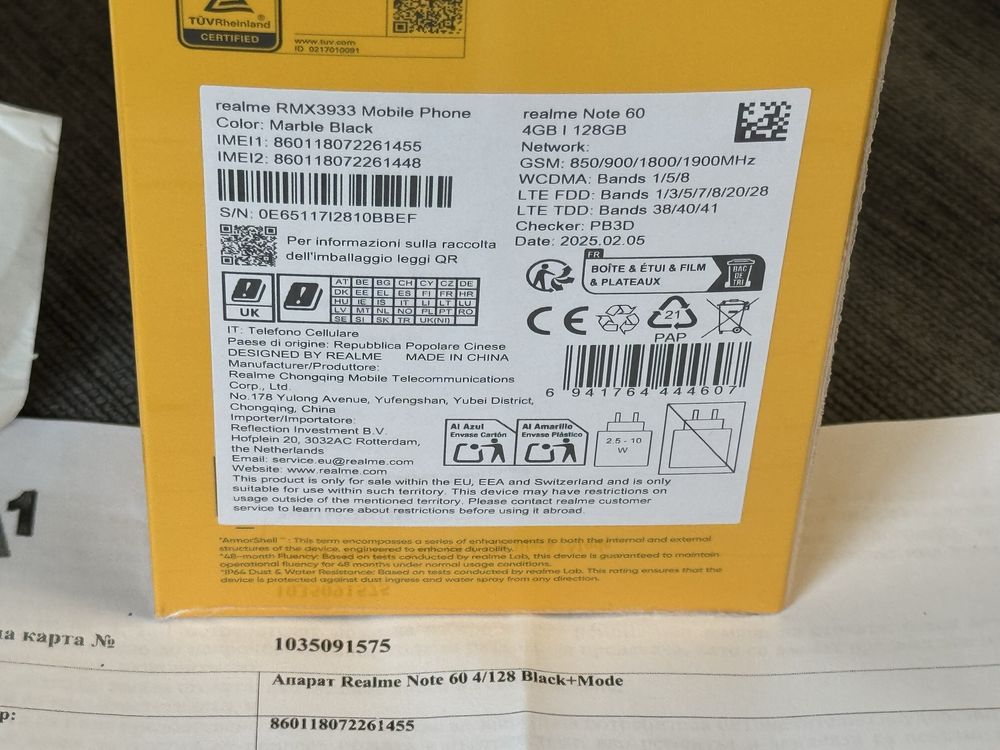 TÜVRheinland
CERTIFIED
www.tuv.com
ID 0217010091
realme RMX3933 Mobile Phone
Color: Marble Black
IMEI1: 860118072261455
IMEI2: 860118072261448
S/N: 0E65117I2810BBEF
Per informazioni sulla raccolta
dell'imballaggio leggi QR
realme Note 60
4GB I 128GB
Network:
GSM: 850/900/1800/1900MHz
WCDMA: Bands 1/5/8
LTE FDD: Bands 1/3/5/7/8/20/28
LTE TDD: Bands 38/40/41
Checker: PB3D
Date: 2025.02.05
UK
AT BE BG CH CY CZ DE
DK EE EL ES FI FR HR
HU IE IS IT LI LT LU
LV MT NL NO PL PT RO
SE SI SK TR UK(NI)
FR
BOÎTE & ÉTUI & FILM
& PLATEAUX
BAC
DE
TRI
CE
21
PAP
IT: Telefono Cellulare
Paese di origine: Repubblica Popolare Cinese
DESIGNED BY REALME MADE IN CHINA
Manufacturer/Produttore:
Realme Chongqing Mobile Telecommunications
Corp., Ltd.
No.178 Yulong Avenue, Yufengshan, Yubei District,
Chongqing, China
Importer/Importatore:
Reflection Investment B.V.
Hofplein 20, 3032AC Rotterdam,
the Netherlands
Email: service.eu@realme.com
Website: www.realme.com
6 941764 444607
Al Azul
Envase Cartón
Al Amarillo
Envase Plástico
2.5 - 10
W
This product is only for sale within the EU, EEA and Switzerland and is only
suitable for use within such territory. This device may have restrictions on
usage outside of the mentioned territory. Please contact realme customer
service to learn more about restrictions before using it abroad.
"ArmorShell™: This term encompasses a series of enhancements to both the internal and external
structures of the device, engineered to enhance durability.
*48-month Fluency: Based on tests conducted by realme Lab, this device is guaranteed to maintain
operational fluency for 48 months under normal usage conditions.
*IP64 Dust & Water Resistance: Based on tests conducted by realme Lab. This rating ensures that the
device is protected against dust ingress and water spray from any direction.
1
на карта № 1035091575
Апарат Realme Note 60 4/128 Black+Mode
р: 860118072261455